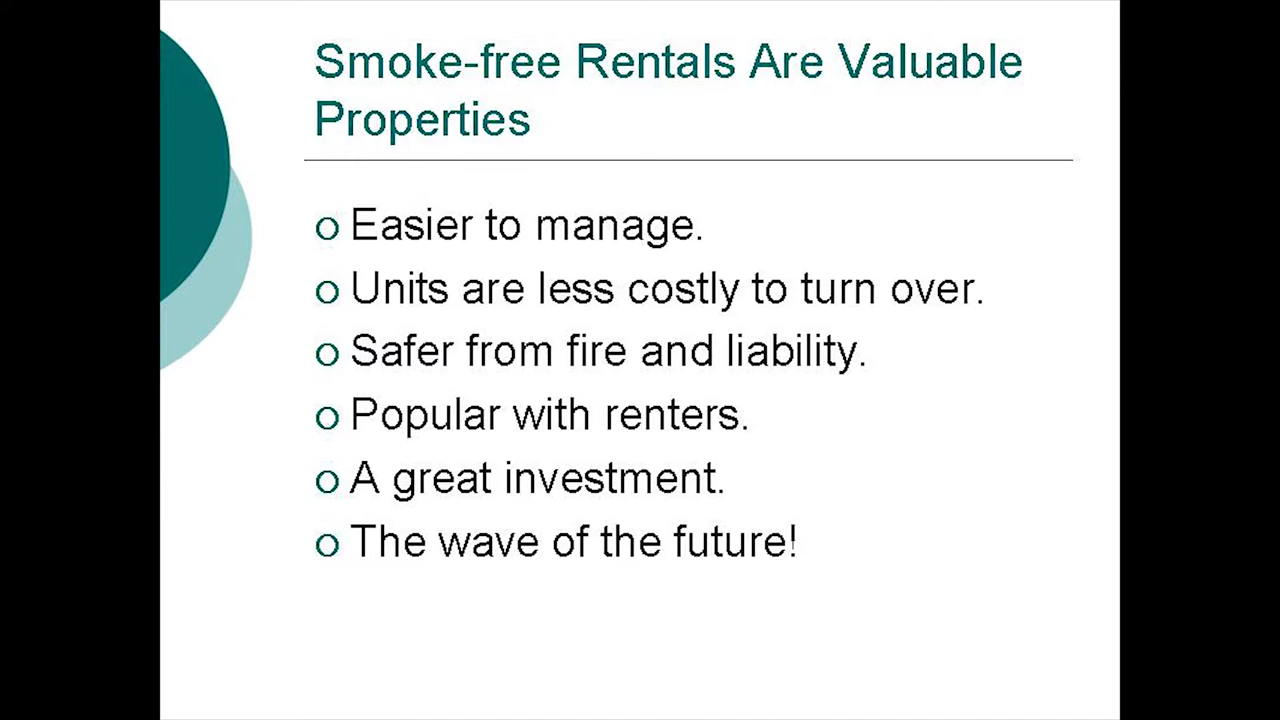 Smoke-free Rentals Are Valuable
Properties
Easier to manage.
Units are less costly to turn over.
Safer from fire and liability.
Popular with renters.
A great investment.
The wave of the future!